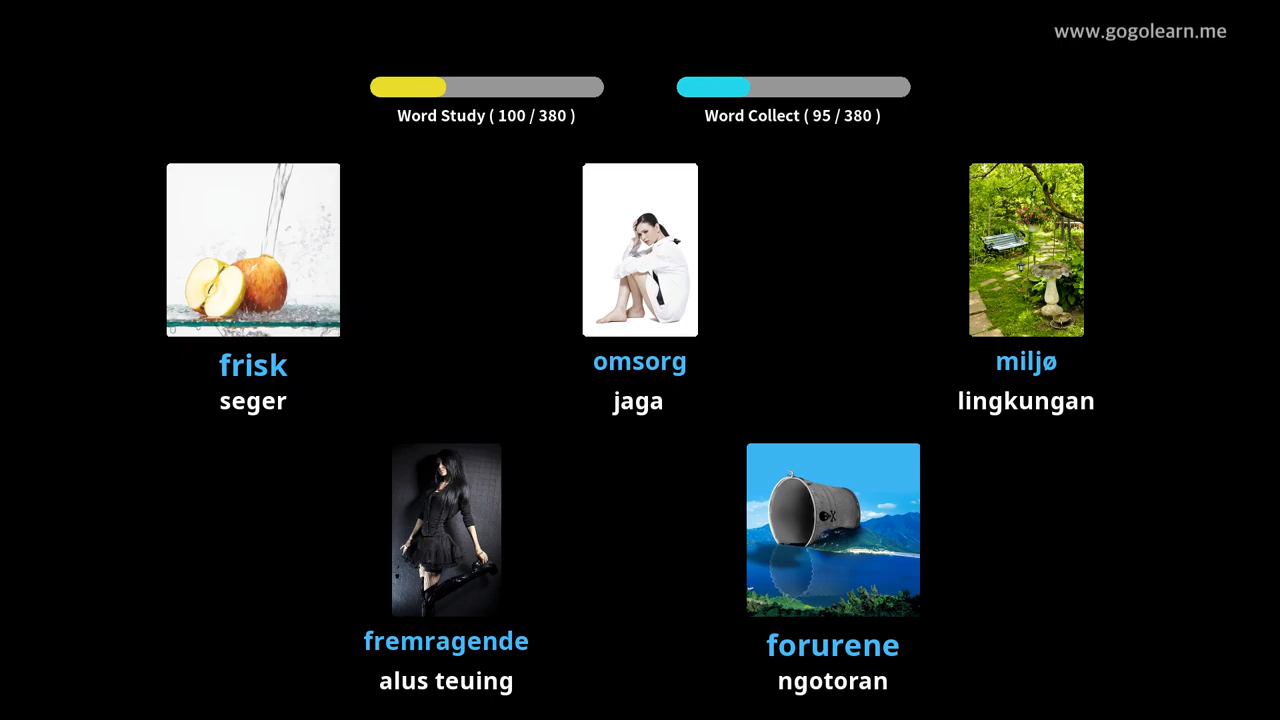 www.gogolearn.me
Word Study ( 100 / 380 )
Word Collect ( 95 / 380 )
frisk
seger
omsorg
jaga
miljø
lingkungan
fremragende
alus teuing
forurene
ngotoran